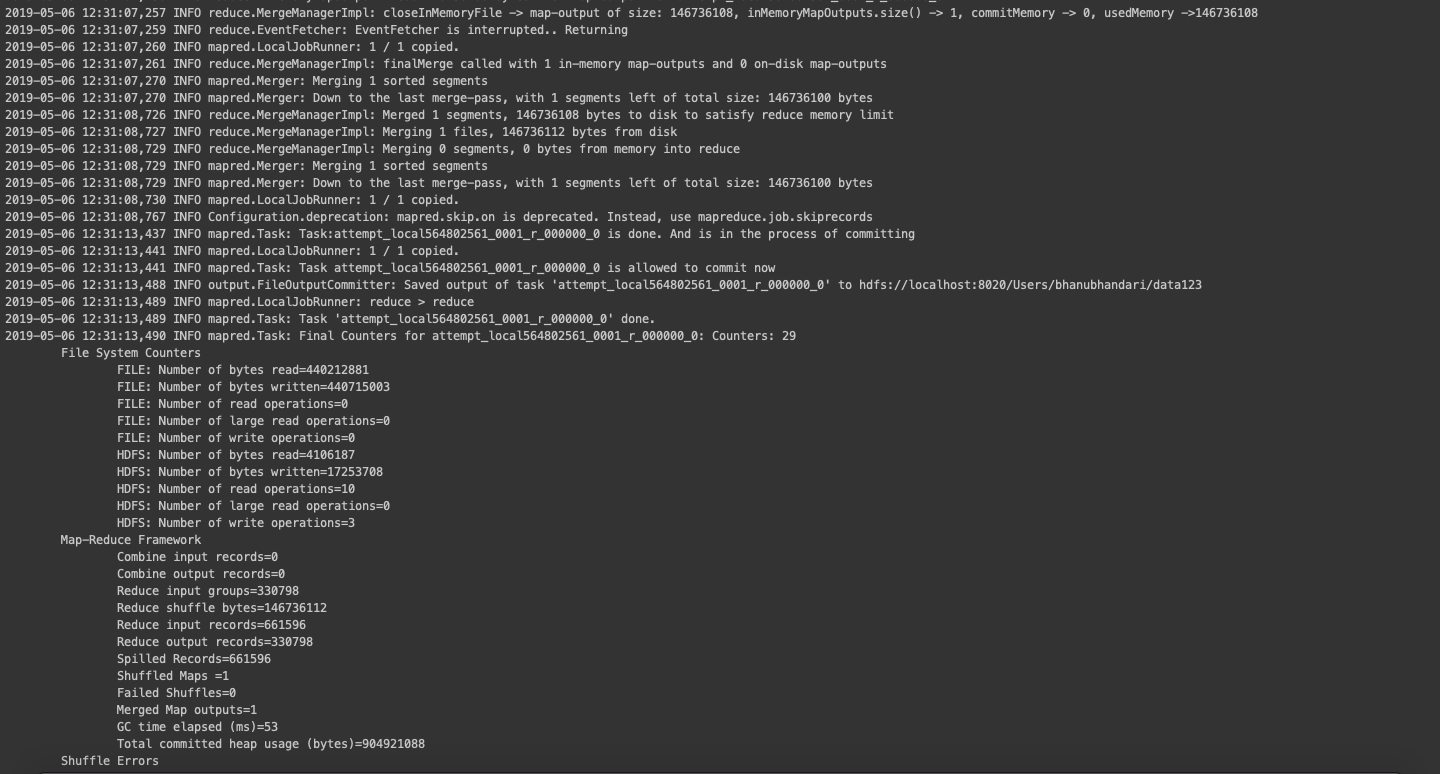 2019-05-06 12:31:07,257 INFO reduce.MergeManagerImpl: closeInMemoryFile -> map-output of size: 146736108, inMemoryMapOutputs.size() -> 1, commitMemory -> 0, usedMemory ->146736108
2019-05-06 12:31:07,259 INFO reduce.EventFetcher: EventFetcher is interrupted.. Returning
2019-05-06 12:31:07,260 INFO mapred.LocalJobRunner: 1 / 1 copied.
2019-05-06 12:31:07,261 INFO reduce.MergeManagerImpl: finalMerge called with 1 in-memory map-outputs and 0 on-disk map-outputs
2019-05-06 12:31:07,270 INFO mapred.Merger: Merging 1 sorted segments
2019-05-06 12:31:07,270 INFO mapred.Merger: Down to the last merge-pass, with 1 segments left of total size: 146736100 bytes
2019-05-06 12:31:08,726 INFO reduce.MergeManagerImpl: Merged 1 segments, 146736108 bytes to disk to satisfy reduce memory limit
2019-05-06 12:31:08,727 INFO reduce.MergeManagerImpl: Merging 1 files, 146736112 bytes from disk
2019-05-06 12:31:08,729 INFO reduce.MergeManagerImpl: Merging 0 segments, 0 bytes from memory into reduce
2019-05-06 12:31:08,729 INFO mapred.Merger: Merging 1 sorted segments
2019-05-06 12:31:08,729 INFO mapred.Merger: Down to the last merge-pass, with 1 segments left of total size: 146736100 bytes
2019-05-06 12:31:08,730 INFO mapred.LocalJobRunner: 1 / 1 copied.
2019-05-06 12:31:08,767 INFO Configuration.deprecation: mapred.skip.on is deprecated. Instead, use mapreduce.job.skiprecords
2019-05-06 12:31:13,437 INFO mapred.Task: Task:attempt_local564802561_0001_r_000000_0 is done. And is in the process of committing
2019-05-06 12:31:13,441 INFO mapred.LocalJobRunner: 1 / 1 copied.
2019-05-06 12:31:13,441 INFO mapred.Task: Task attempt_local564802561_0001_r_000000_0 is allowed to commit now
2019-05-06 12:31:13,488 INFO output.FileOutputCommitter: Saved output of task 'attempt_local564802561_0001_r_000000_0' to hdfs://localhost:8020/Users/bhanubhandari/data123
2019-05-06 12:31:13,489 INFO mapred.LocalJobRunner: reduce > reduce
2019-05-06 12:31:13,489 INFO mapred.Task: Task 'attempt_local564802561_0001_r_000000_0' done.
2019-05-06 12:31:13,490 INFO mapred.Task: Final Counters for attempt_local564802561_0001_r_000000_0: Counters: 29
File System Counters
FILE: Number of bytes read=440212881
FILE: Number of bytes written=440715003
FILE: Number of read operations=0
FILE: Number of large read operations=0
FILE: Number of write operations=0
HDFS: Number of bytes read=4106187
HDFS: Number of bytes written=17253708
HDFS: Number of read operations=10
HDFS: Number of large read operations=0
HDFS: Number of write operations=3
Map-Reduce Framework
Combine input records=0
Combine output records=0
Reduce input groups=330798
Reduce shuffle bytes=146736112
Reduce input records=661596
Reduce output records=330798
Spilled Records=661596
Shuffled Maps =1
Failed Shuffles=0
Merged Map outputs=1
GC time elapsed (ms)=53
Total committed heap usage (bytes)=904921088
Shuffle Errors